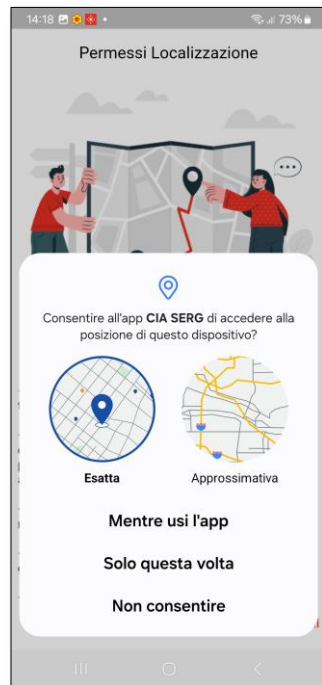 14:18
73%
Permessi Localizzazione
Consentire all'app CIA SERG di accedere alla
posizione di questo dispositivo?
Esatta
Approssimativa
Mentre usi l'app
Solo questa volta
Non consentire